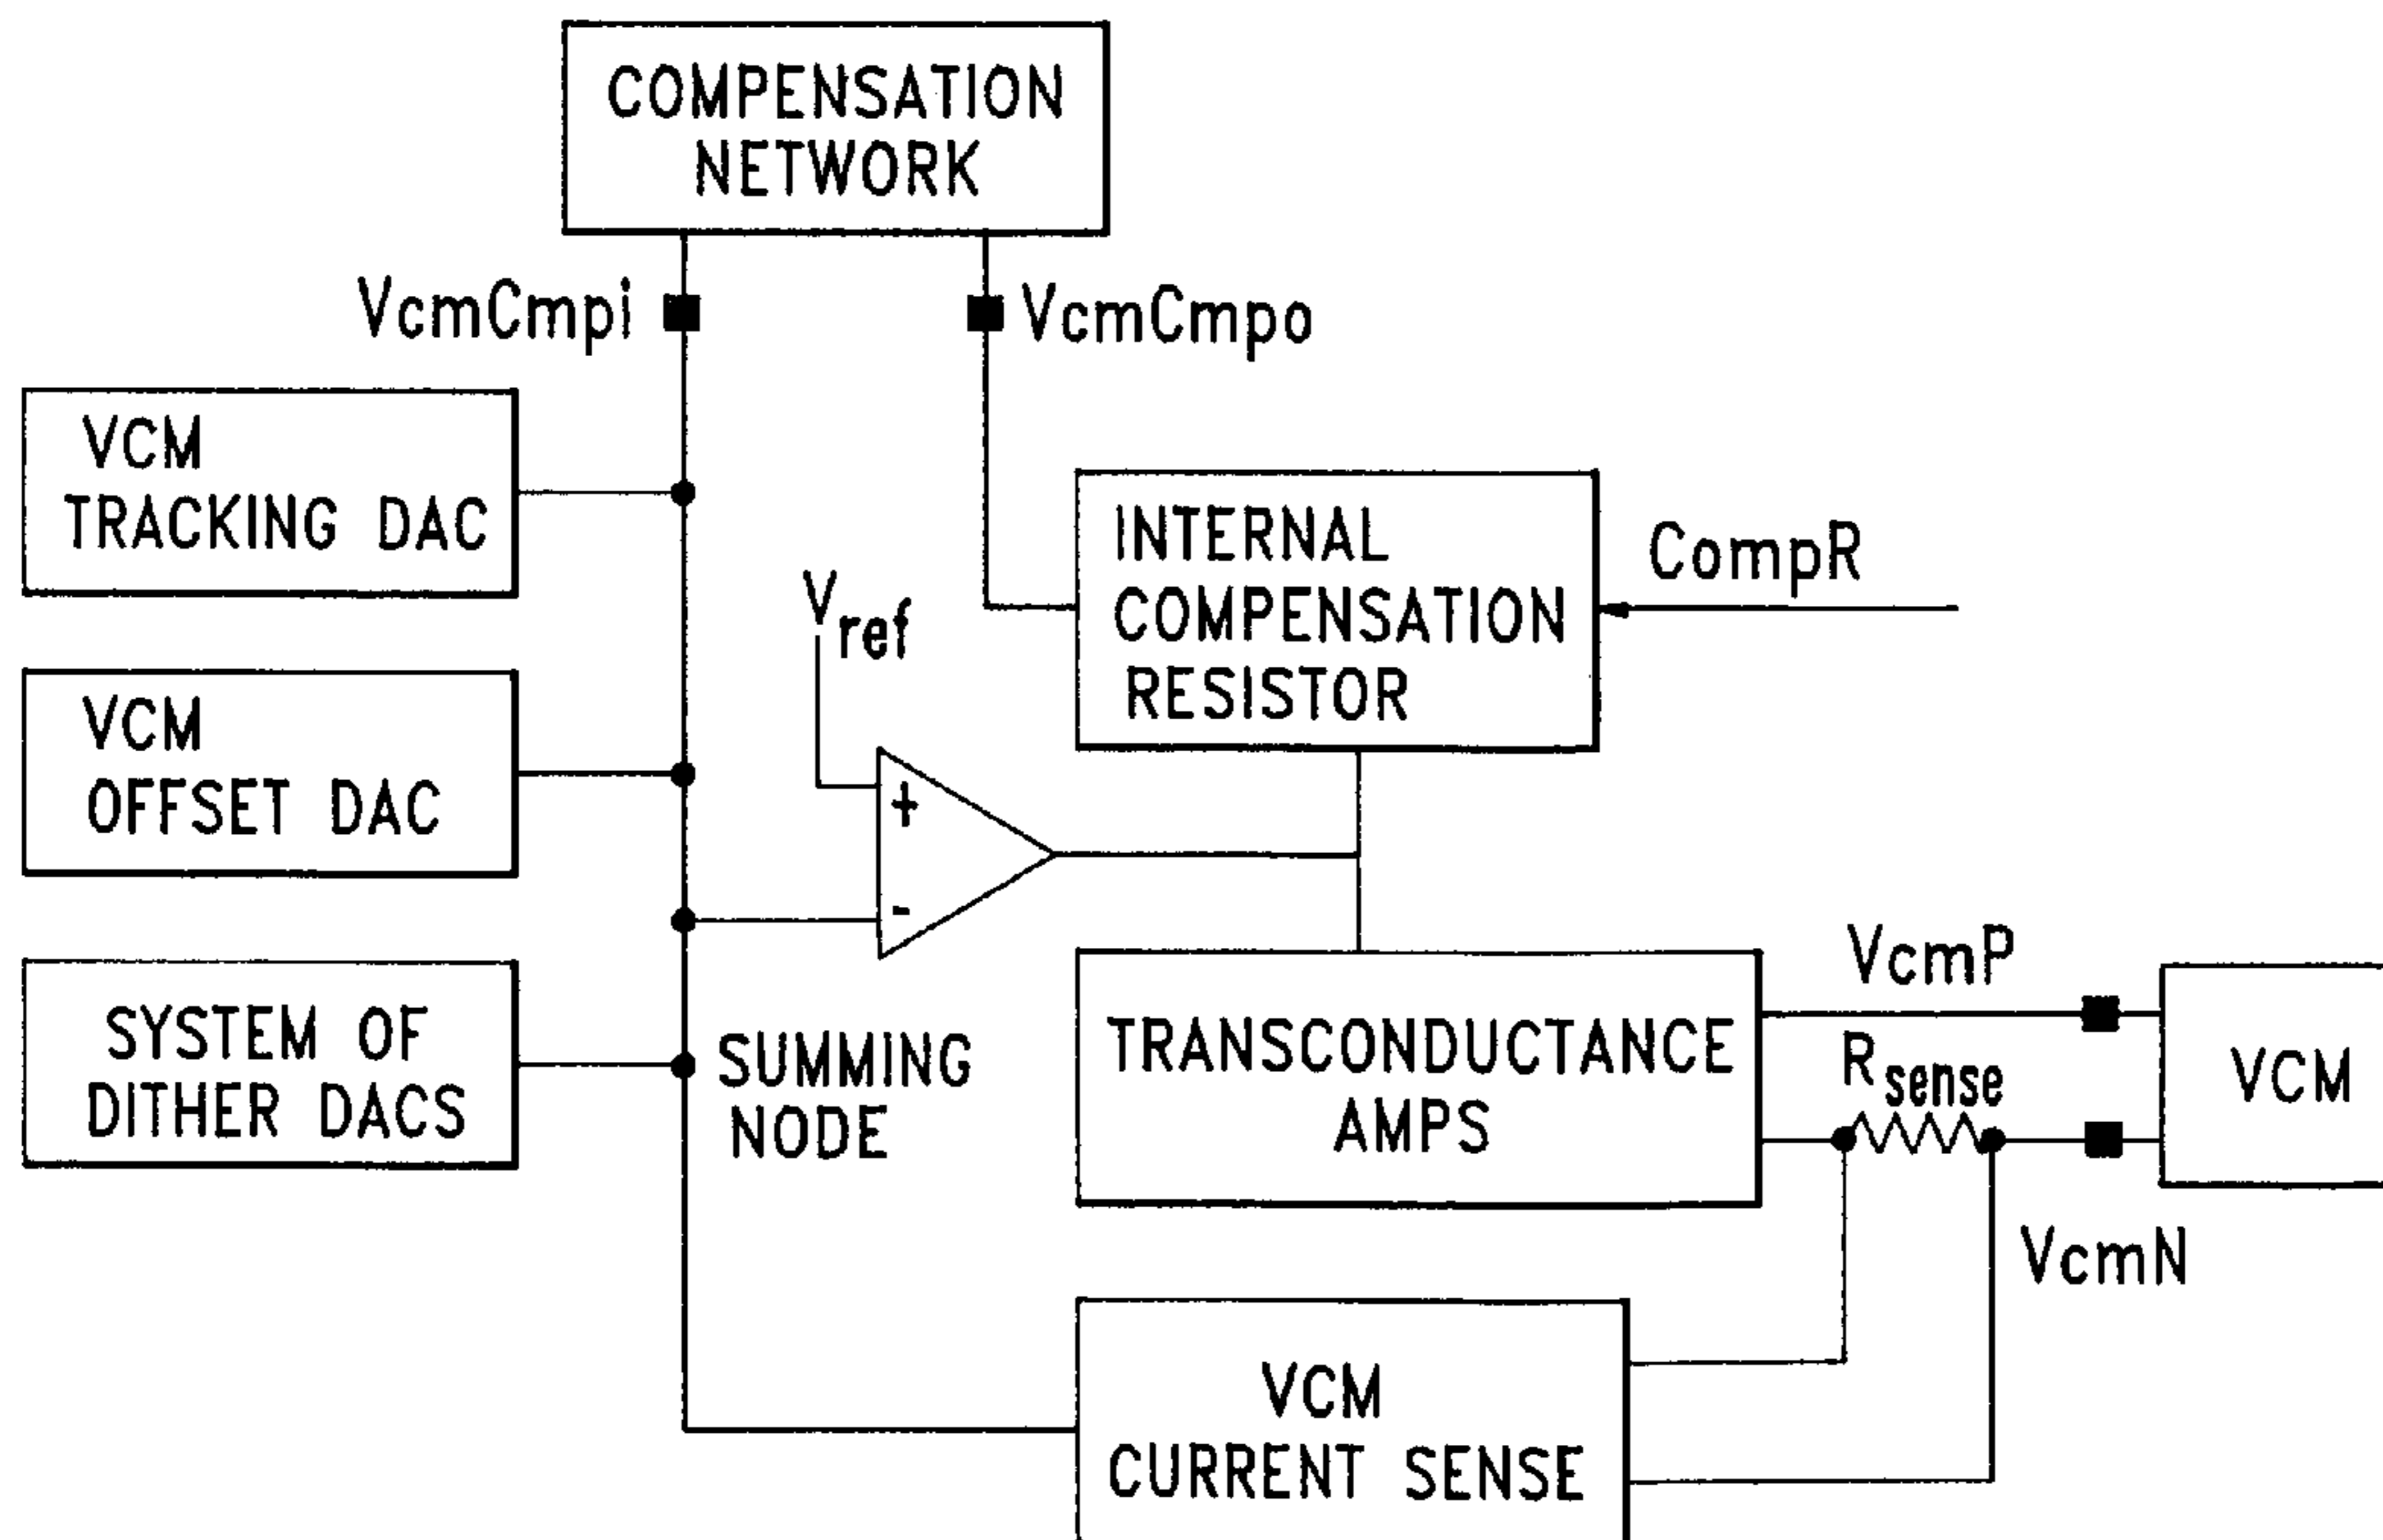 COMPENSATION
NETWORK
VcmCmpi
VcmCmpo
VCM
TRACKING DAC
INTERNAL
COMPENSATION
RESISTOR
CompR
Vref
VCM
OFFSET DAC
+
-
SYSTEM OF
DITHER DACS
SUMMING
NODE
TRANSCONDUCTANCE
AMPS
VcmP
Rsense
VCM
VcmN
VCM
CURRENT SENSE